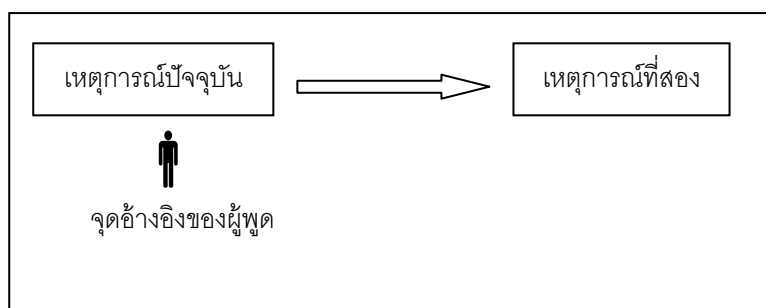 เหตุการณ์ปัจจุบัน
เหตุการณ์ที่สอง
จุดอ้างอิงของผู้พูด